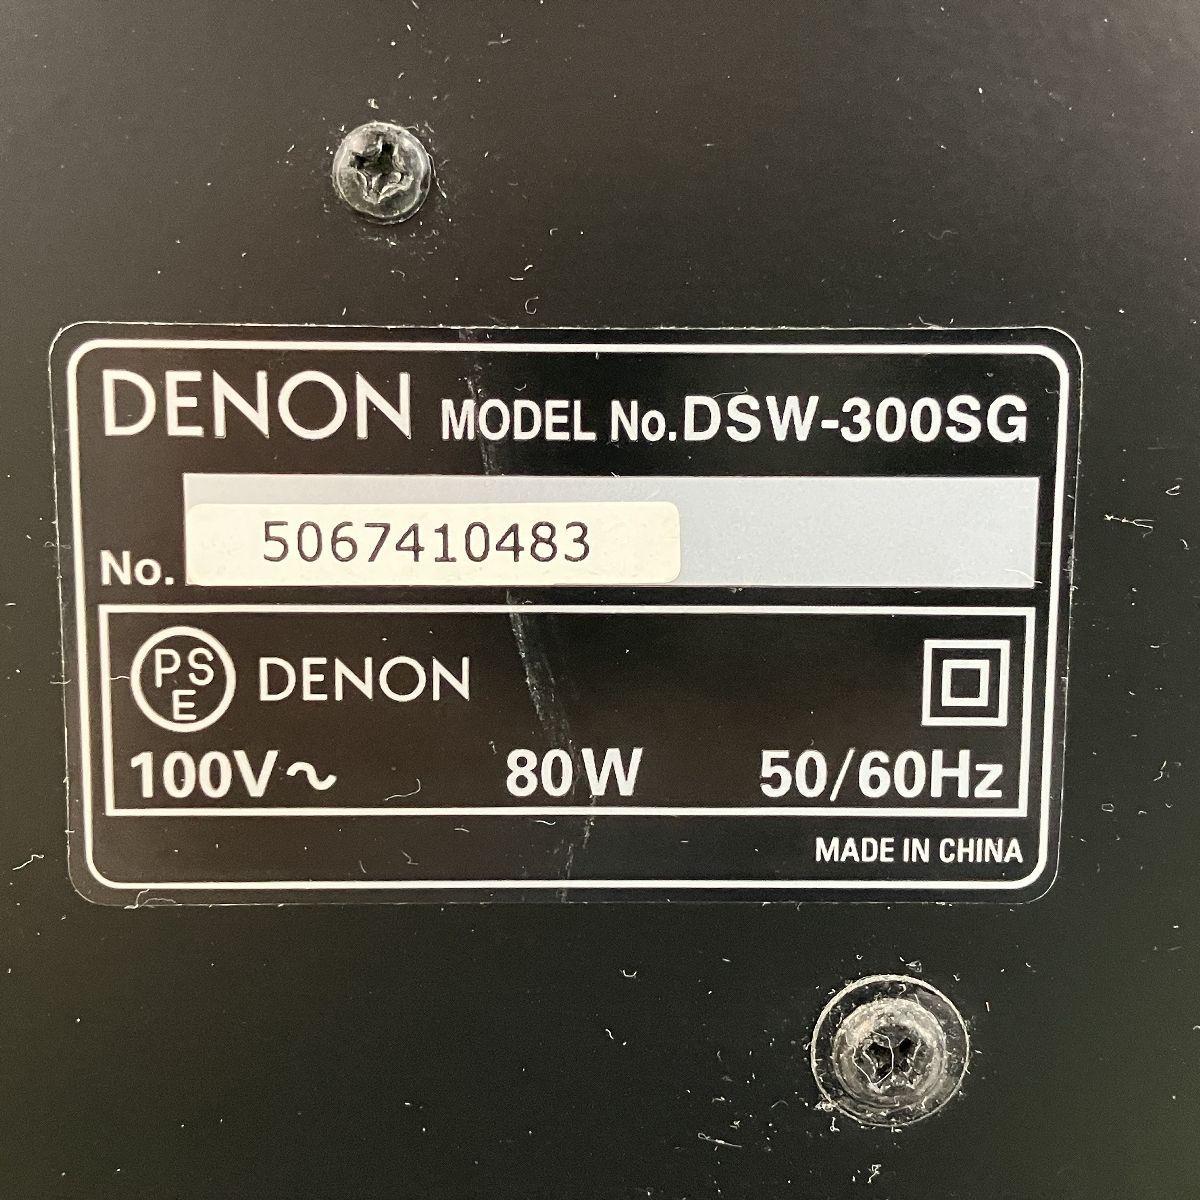 DENON MODEL No.DSW-300SG
No. 5067410483
PSE DENON
100V~ 80W 50/60Hz
MADE IN CHINA